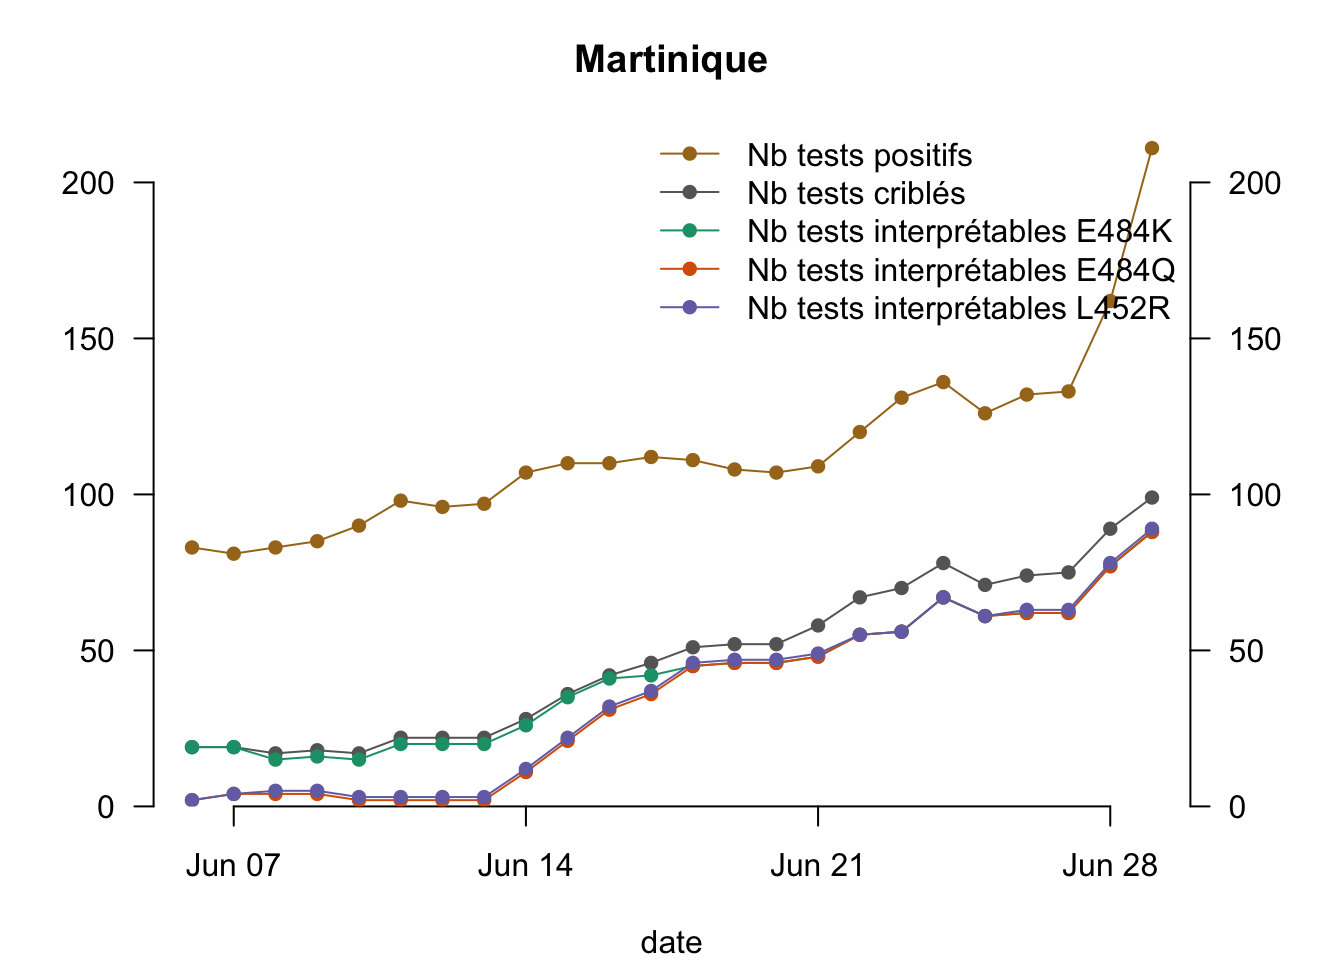 Martinique
Nb tests positifs
Nb tests criblés
Nb tests interprétables E484K
Nb tests interprétables E484Q
Nb tests interprétables L452R
200
150
100
50
0
200
150
100
50
0
Jun 07 Jun 14 Jun 21 Jun 28
date